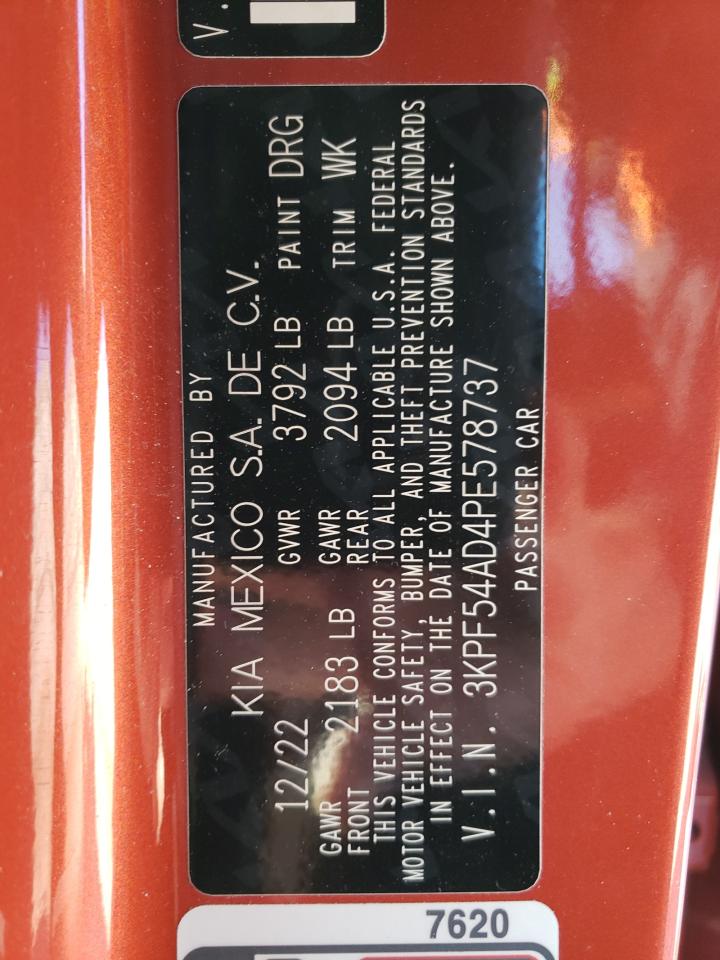 V.
MANUFACTURED BY
KIA MEXICO S.A. DE C.V.
12/22 GVWR 3792 LB PAINT DRG
GAWR FRONT 2183 LB GAWR REAR 2094 LB TRIM WK
THIS VEHICLE CONFORMS TO ALL APPLICABLE U.S.A. FEDERAL
MOTOR VEHICLE SAFETY, BUMPER, AND THEFT PREVENTION STANDARDS
IN EFFECT ON THE DATE OF MANUFACTURE SHOWN ABOVE.
V.I.N. 3KPF54AD4PE578737
PASSENGER CAR
7620